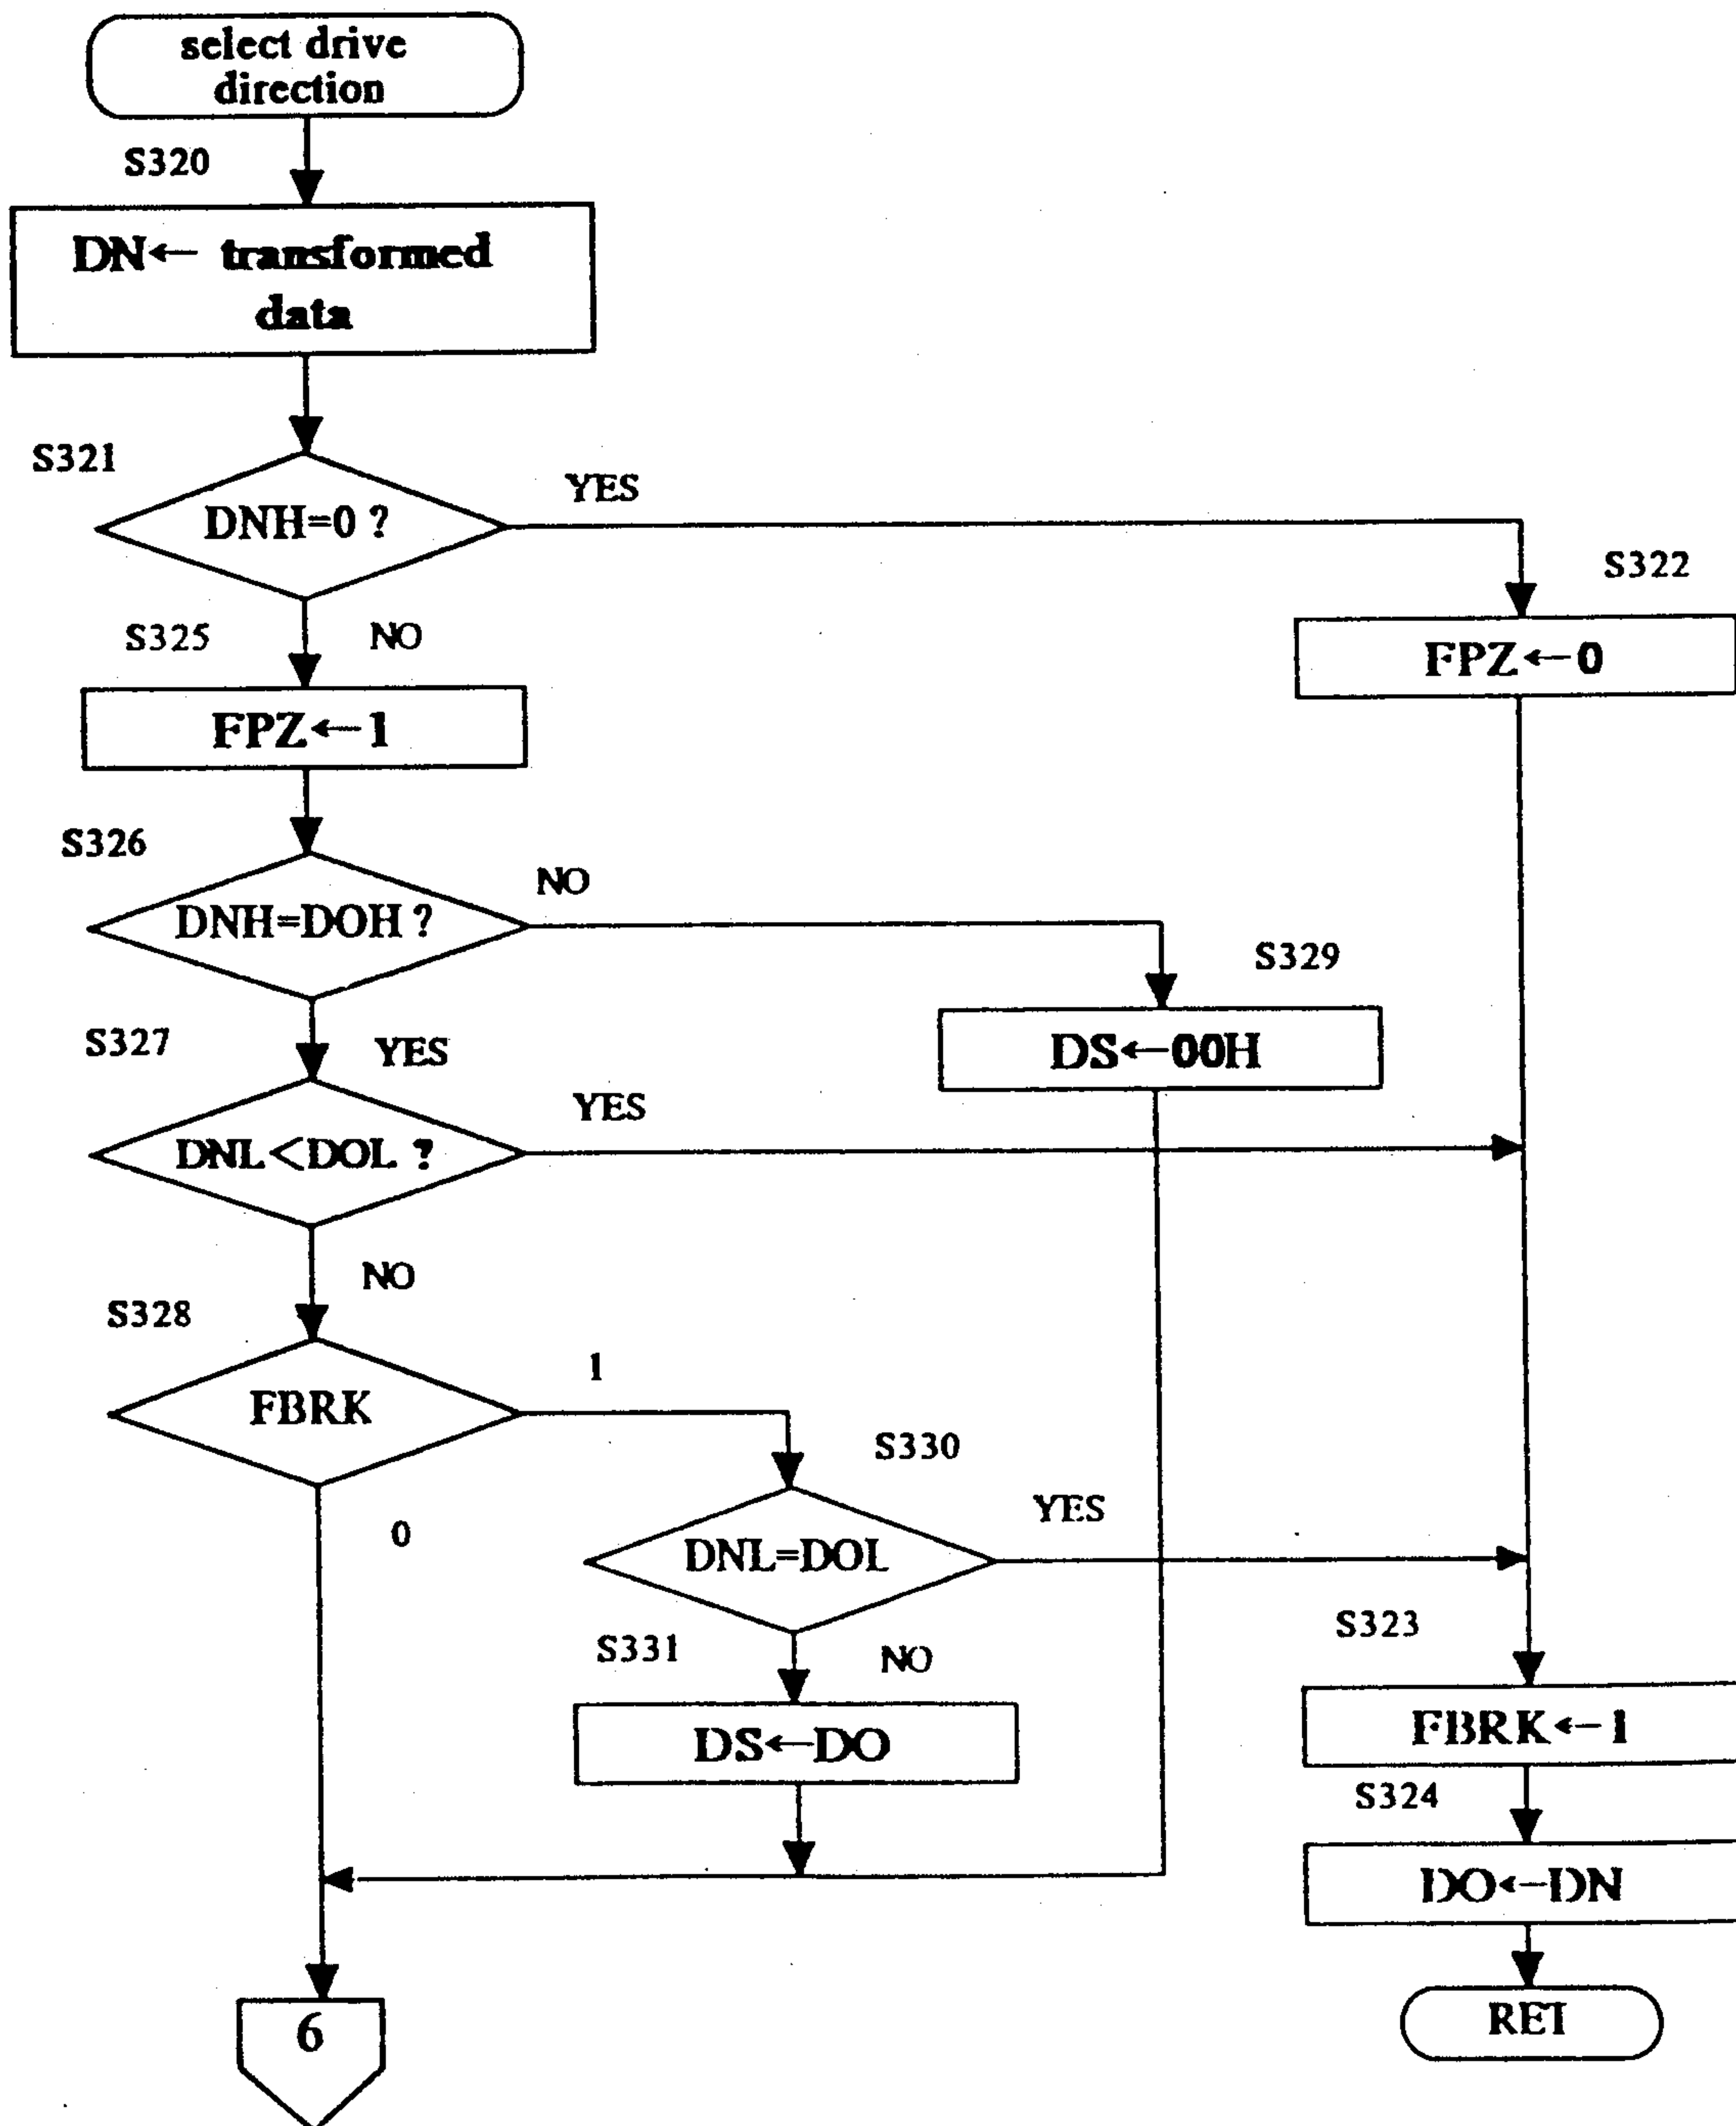 select drive
direction
S320
DN← transformed
data
S321
DNH=0 ?
YES
S322
FPZ←0
S325
NO
FPZ←1
S326
DNH=DOH ?
NO
S329
DS←00H
S327
YES
DNL<DOL ?
YES
NO
S328
FBRK
1
0
S330
DNL=DOL
YES
S331
NO
DS←DO
S323
FBRK←1
S324
DO←DN
RET
6